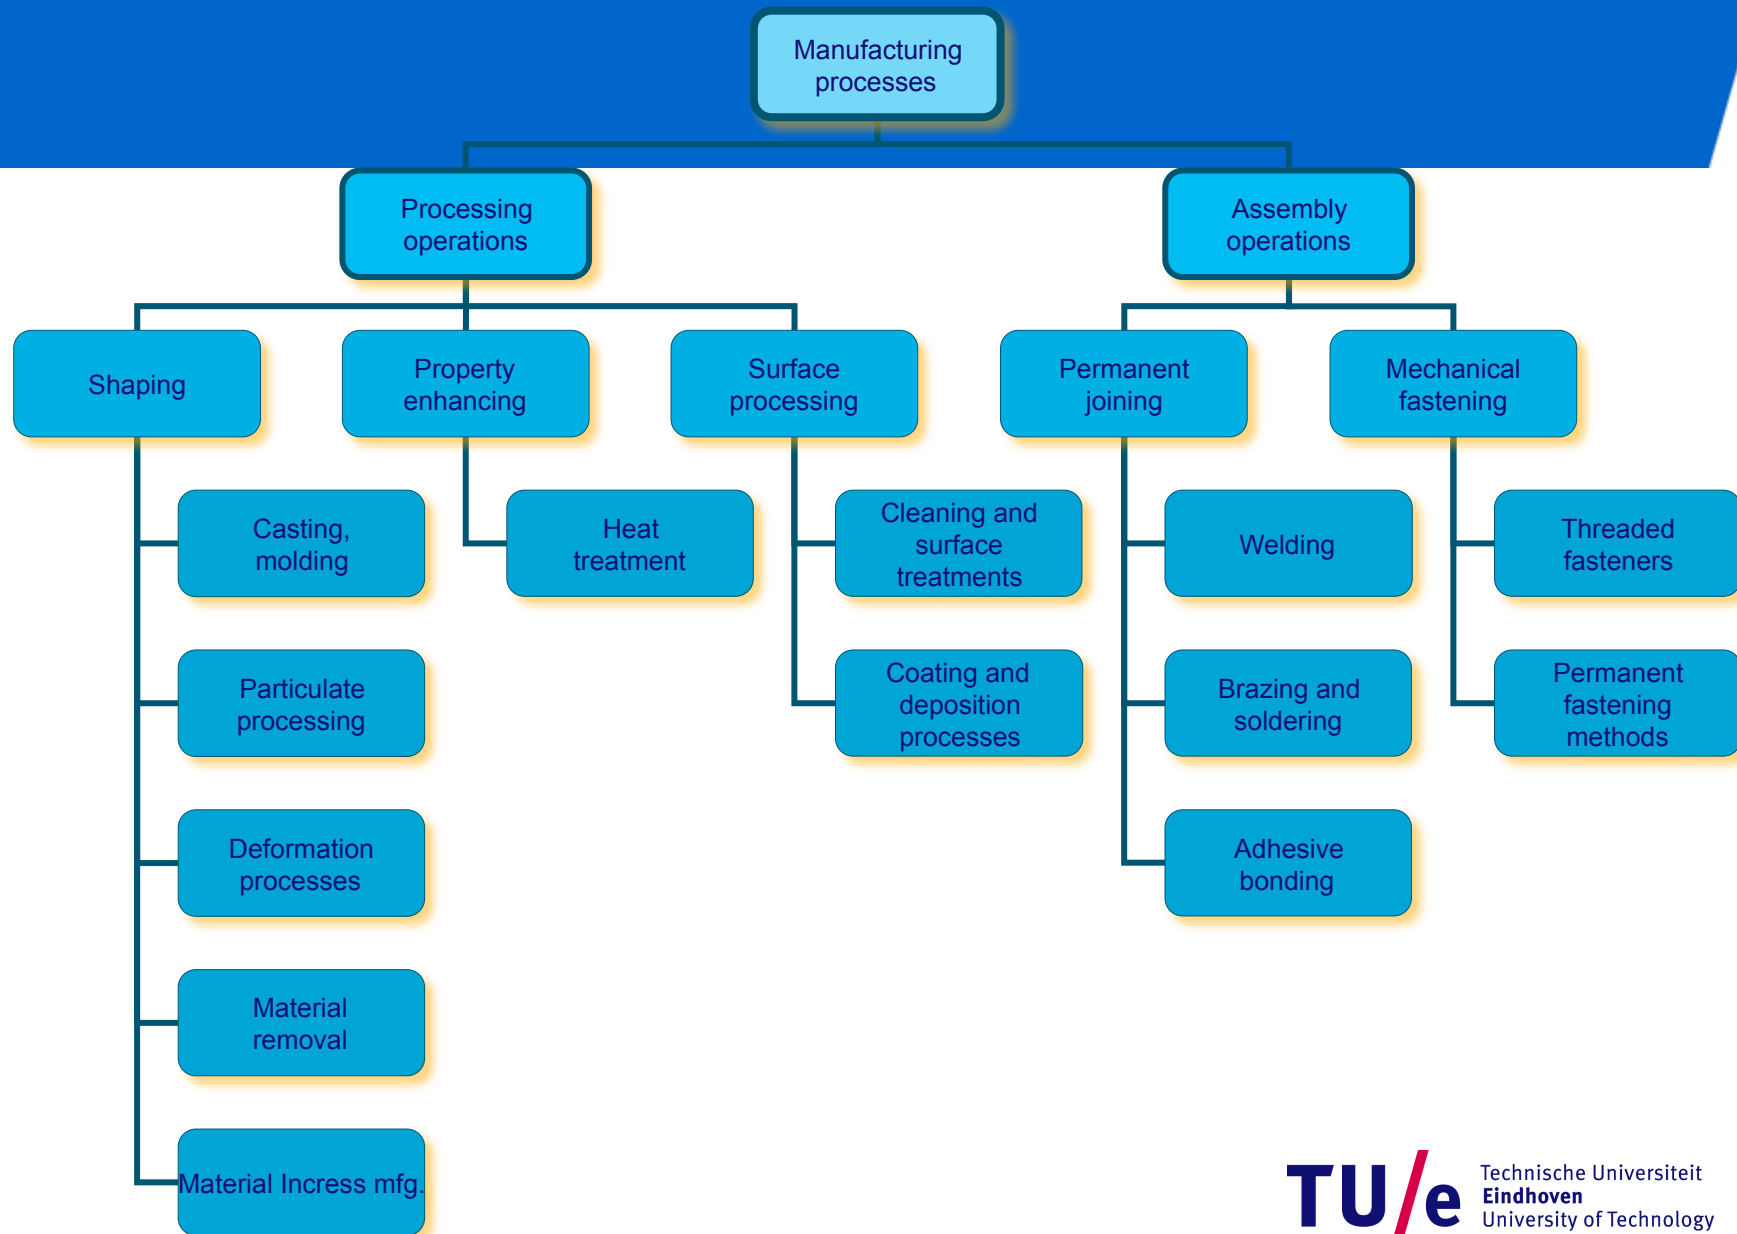 Manufacturing
processes
Processing
operations
Assembly
operations
Shaping
Property
enhancing
Surface
processing
Permanent
joining
Mechanical
fastening
Casting,
molding
Heat
treatment
Cleaning and
surface
treatments
Welding
Threaded
fasteners
Particulate
processing
Coating and
deposition
processes
Brazing and
soldering
Permanent
fastening
methods
Deformation
processes
Adhesive
bonding
Material
removal
Material Incress mfg.
TU/e
Technische Universiteit
Eindhoven
University of Technology